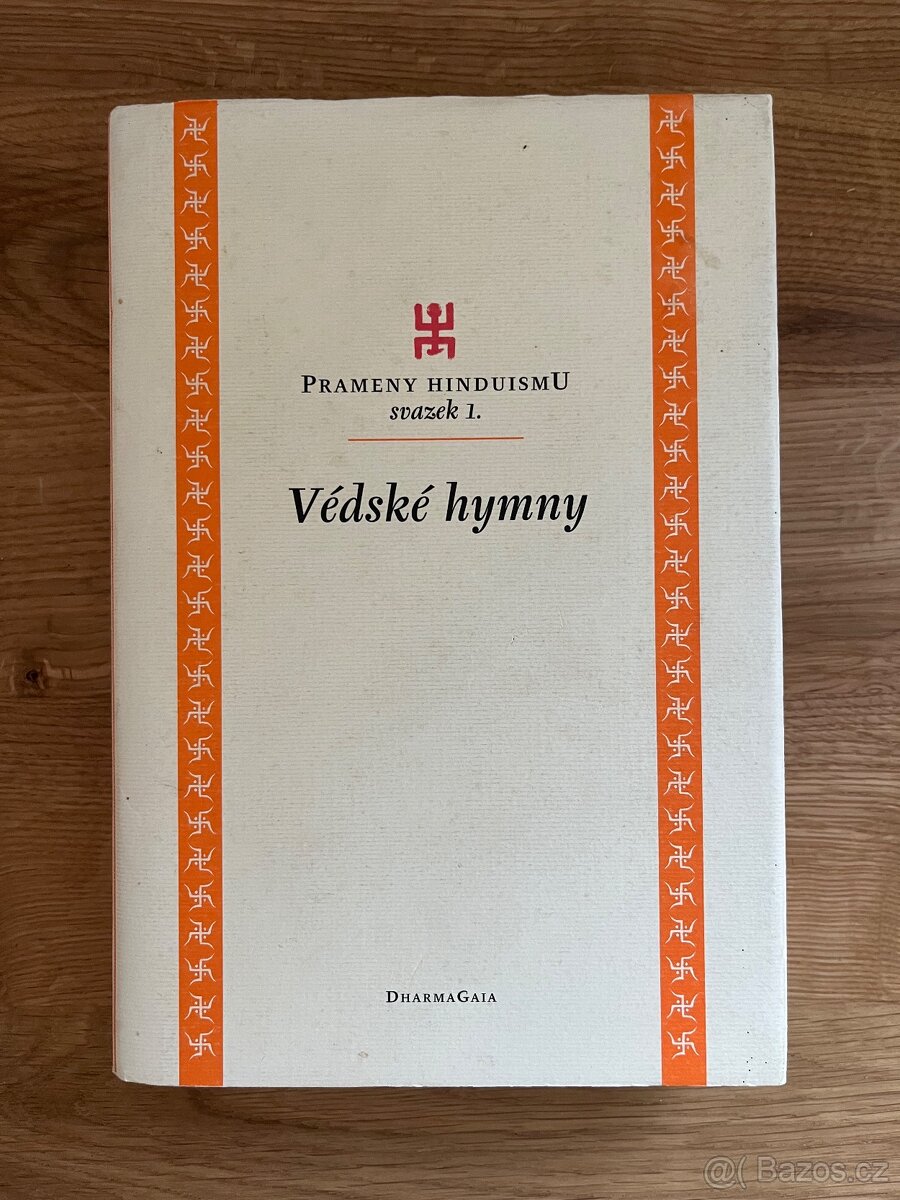 PRAMENY HINDUISMU
svazek 1.
Védské hymny
DHARMAGAIA
@( Bazos.cz